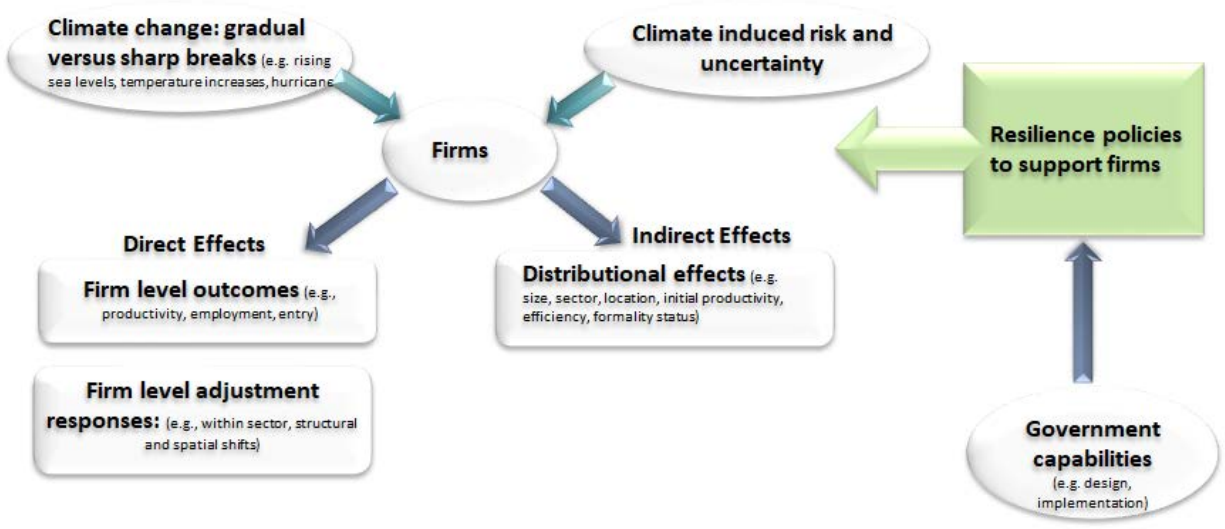 Climate change: gradual
versus sharp breaks (e.g. rising
sea levels, temperature increases, hurricane
Climate induced risk and
uncertainty
Resilience policies
to support firms
Firms
Direct Effects
Firm level outcomes (e.g.,
productivity, employment, entry)
Firm level adjustment
responses: (e.g., within sector, structural
and spatial shifts)
Indirect Effects
Distributional effects (e.g.
size, sector, location, initial productivity,
efficiency, formality status)
Government
capabilities
(e.g. design,
implementation)